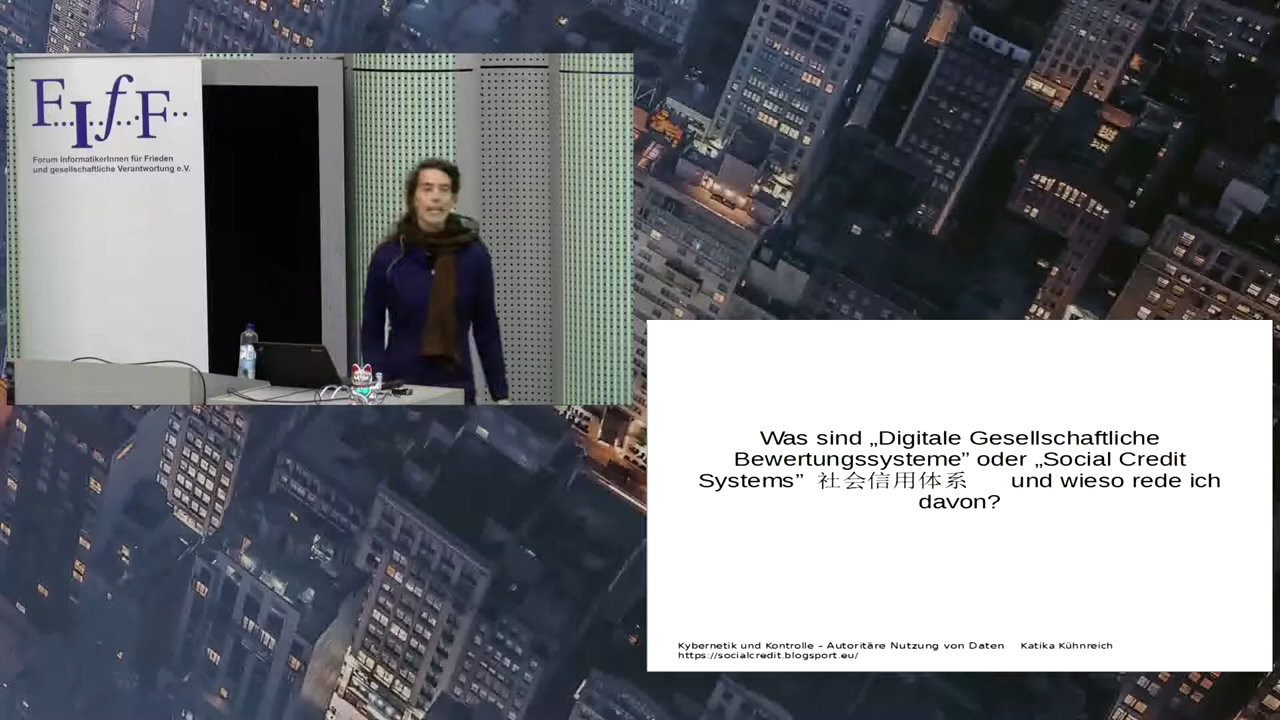 F..I..f..F..
Forum InformatikerInnen für Frieden
und gesellschaftliche Verantwortung e.V.
Was sind „Digitale Gesellschaftliche
Bewertungssysteme” oder „Social Credit
Systems” 社会信用体系 und wieso rede ich
davon?
Kybernetik und Kontrolle – Autoritäre Nutzung von Daten Katika Kühnreich
https://socialcredit.blogsport.eu/